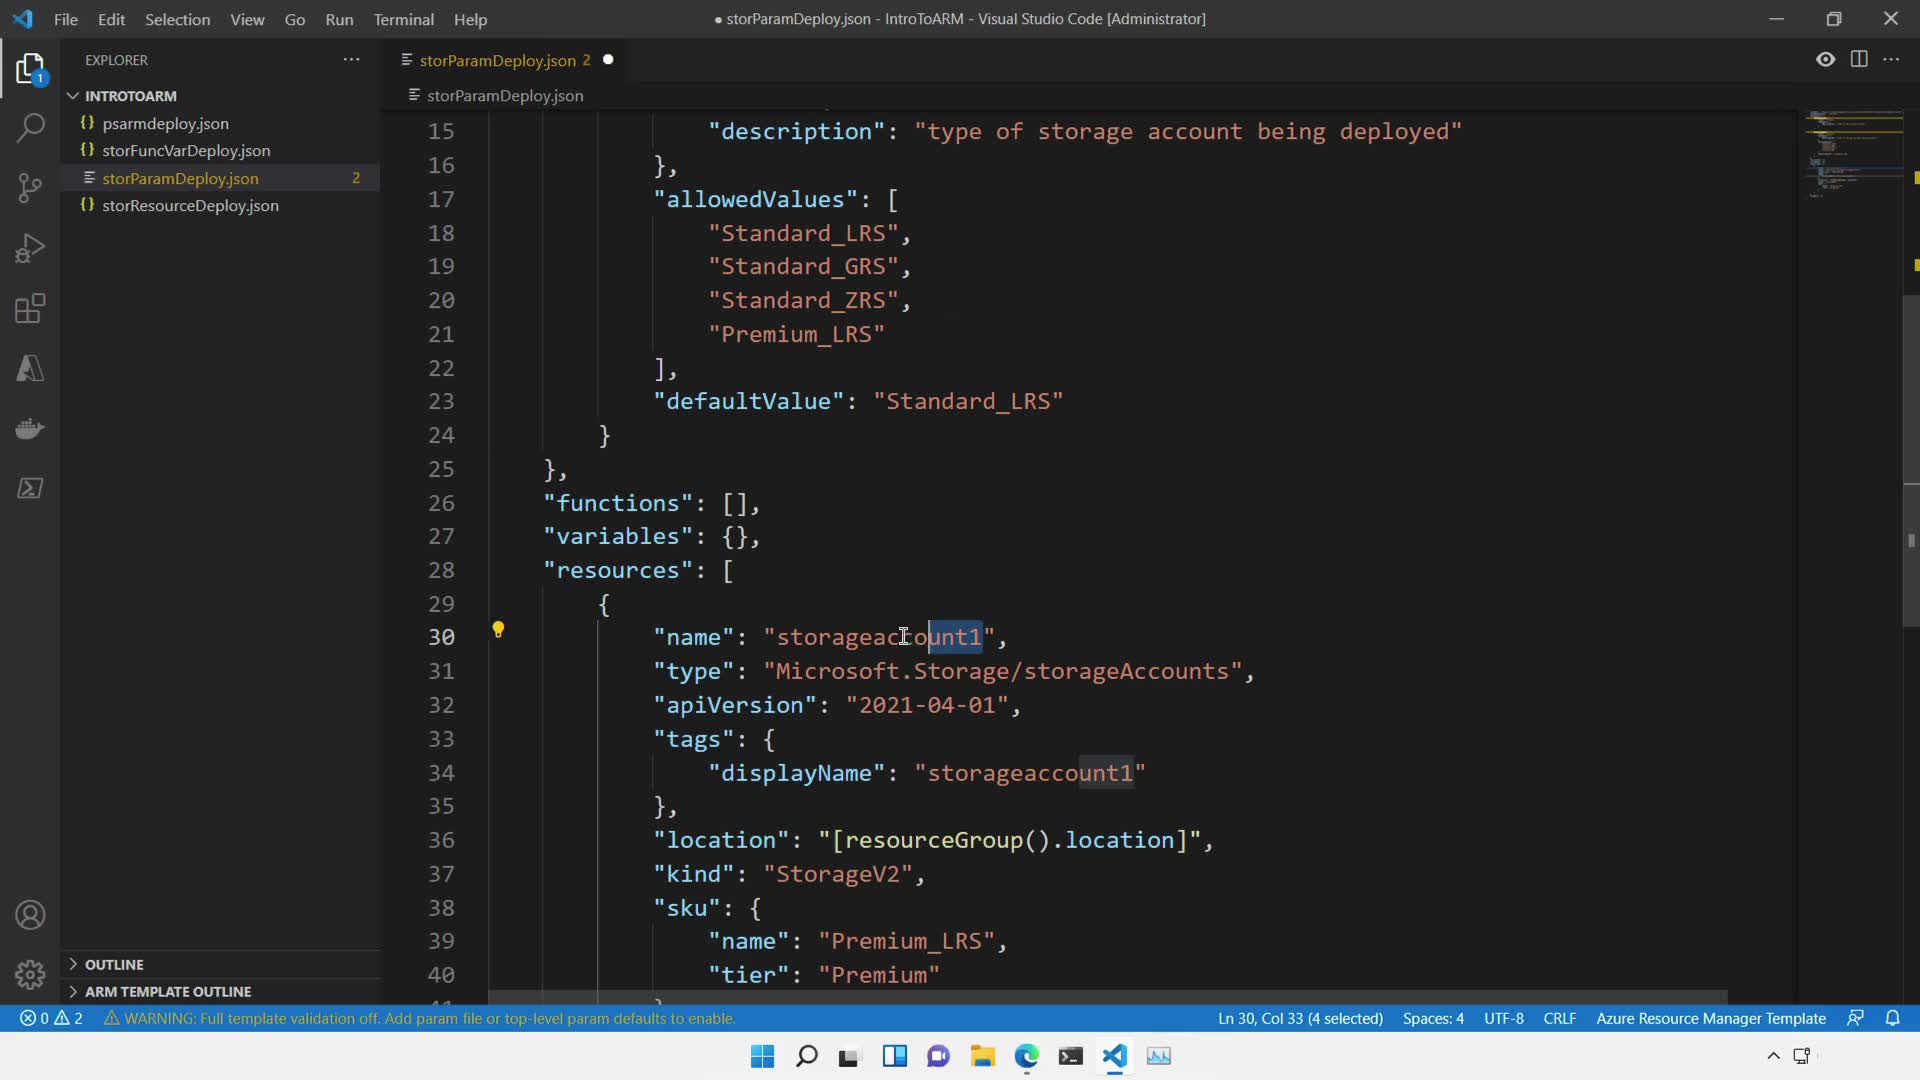 File Edit Selection View Go Run Terminal Help
● storParamDeploy.json - IntroToARM - Visual Studio Code [Administrator]
EXPLORER
storParamDeploy.json 2
INTROTOARM
storParamDeploy.json
psarmdeploy.json
storFuncVarDeploy.json
storParamDeploy.json 2
storResourceDeploy.json
1
15 "description": "type of storage account being deployed"
16 },
17 "allowedValues": [
18 "Standard_LRS",
19 "Standard_GRS",
20 "Standard_ZRS",
21 "Premium_LRS"
22 ],
23 "defaultValue": "Standard_LRS"
24 }
25 },
26 "functions": [],
27 "variables": {},
28 "resources": [
29 {
30 "name": "storageaccount1",
31 "type": "Microsoft.Storage/storageAccounts",
32 "apiVersion": "2021-04-01",
33 "tags": {
34 "displayName": "storageaccount1"
35 },
36 "location": "[resourceGroup().location]",
37 "kind": "StorageV2",
38 "sku": {
39 "name": "Premium_LRS",
40 "tier": "Premium"
OUTLINE
ARM TEMPLATE OUTLINE
0 2 WARNING: Full template validation off. Add param file or top-level param defaults to enable.
Ln 30, Col 33 (4 selected) Spaces: 4 UTF-8 CRLF Azure Resource Manager Template